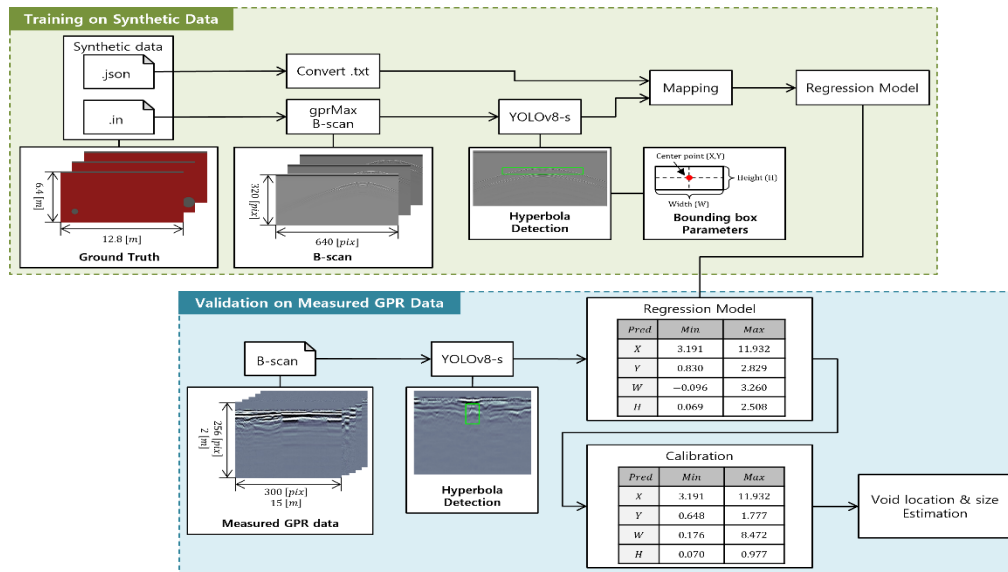 Training on Synthetic Data
Synthetic data
.json
.in
Convert .txt
gprMax
B-scan
YOLOv8-s
Mapping
Regression Model
6.4 [m]
12.8 [m]
Ground Truth
320 [pix]
640 [pix]
B-scan
Hyperbola
Detection
Center point (X,Y)
Height (H)
Width (W)
Bounding box
Parameters
Validation on Measured GPR Data
B-scan
YOLOv8-s
256 [pix]
2 [m]
300 [pix]
15 [m]
Measured GPR data
Hyperbola
Detection
Regression Model
Pred Min Max
X 3.191 11.932
Y 0.830 2.829
W −0.096 3.260
H 0.069 2.508
Calibration
Pred Min Max
X 3.191 11.932
Y 0.648 1.777
W 0.176 8.472
H 0.070 0.977
Void location & size
Estimation